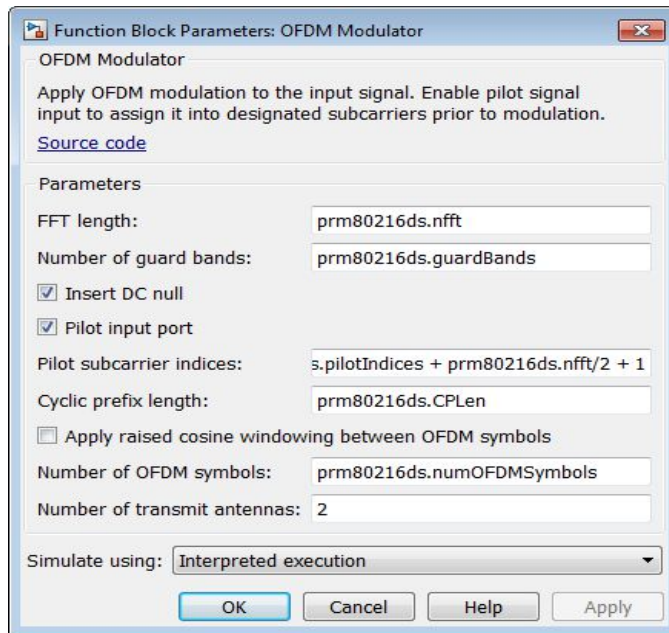 Function Block Parameters: OFDM Modulator
OFDM Modulator
Apply OFDM modulation to the input signal. Enable pilot signal
input to assign it into designated subcarriers prior to modulation.
Source code
Parameters
FFT length: prm80216ds.nfft
Number of guard bands: prm80216ds.guardBands
Insert DC null
Pilot input port
Pilot subcarrier indices: s.pilotIndices + prm80216ds.nfft/2 + 1
Cyclic prefix length: prm80216ds.CPLen
Apply raised cosine windowing between OFDM symbols
Number of OFDM symbols: prm80216ds.numOFDMSymbols
Number of transmit antennas: 2
Simulate using: Interpreted execution
OK Cancel Help Apply